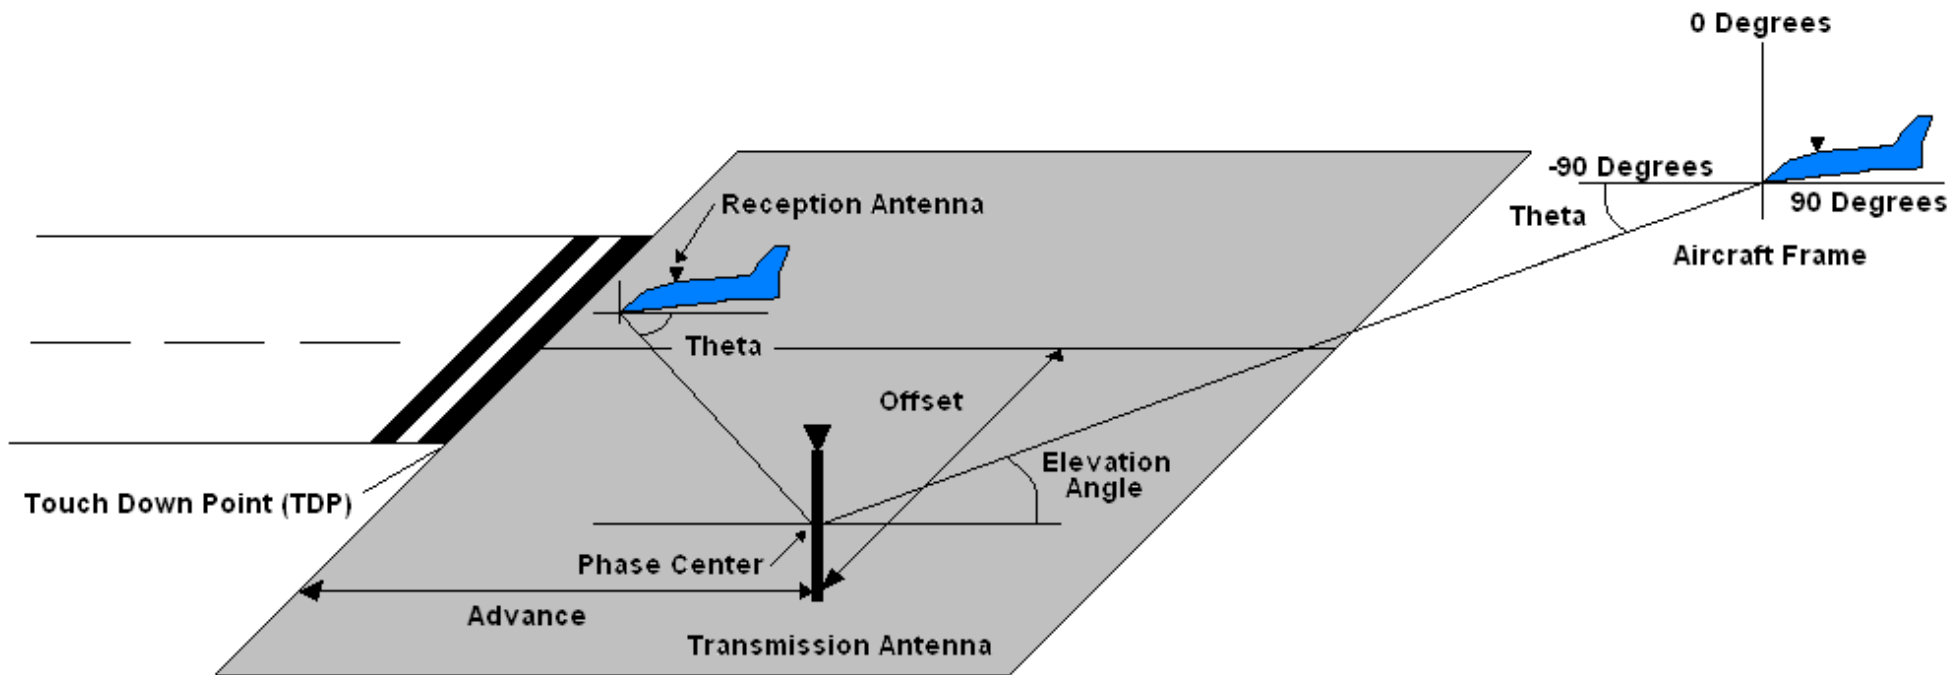 0 Degrees
-90 Degrees
90 Degrees
Theta
Aircraft Frame
Reception Antenna
Theta
Offset
Elevation
Angle
Touch Down Point (TDP)
Phase Center
Advance
Transmission Antenna